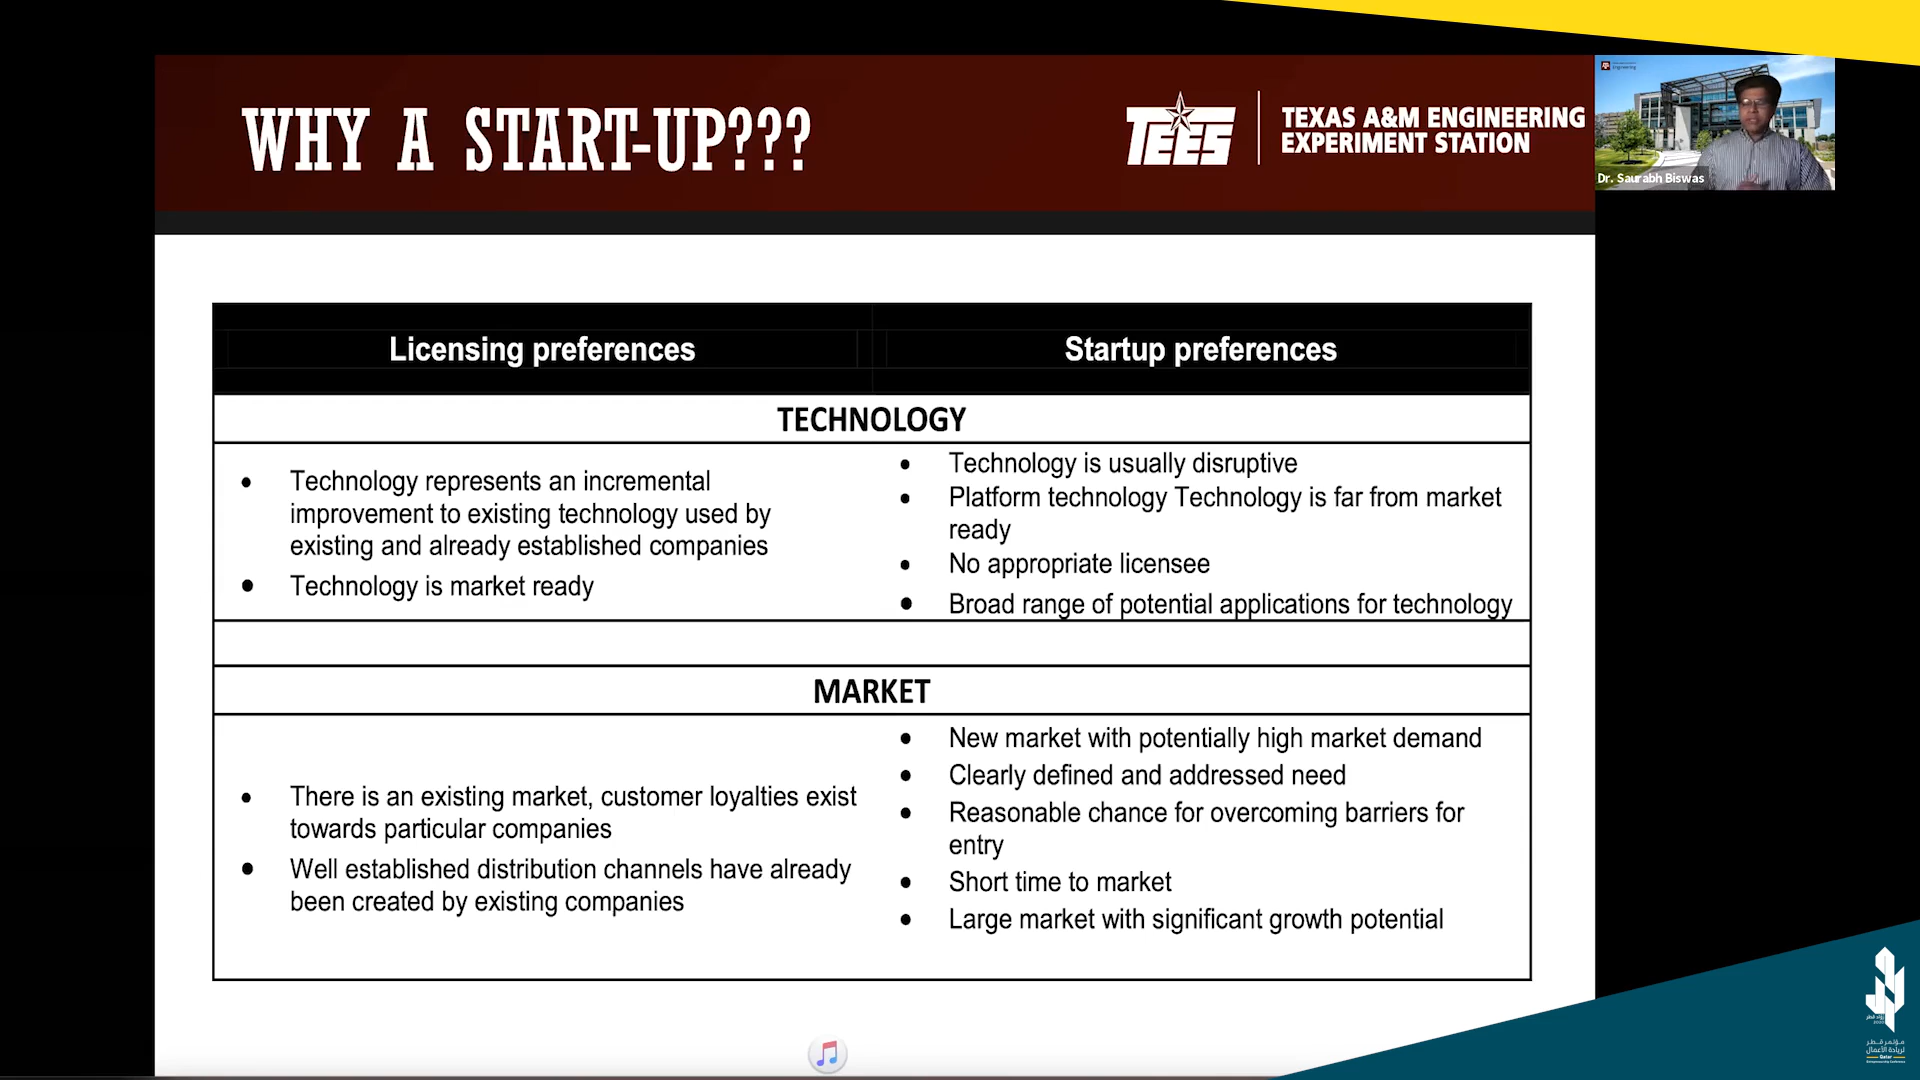 WHY A START-UP???
TEES
TEXAS A&M ENGINEERING
EXPERIMENT STATION
Dr. Saurabh Biswas
Licensing preferences
Startup preferences
TECHNOLOGY
• Technology represents an incremental
improvement to existing technology used by
existing and already established companies
• Technology is market ready
• Technology is usually disruptive
• Platform technology Technology is far from market
ready
• No appropriate licensee
• Broad range of potential applications for technology
MARKET
• There is an existing market, customer loyalties exist
towards particular companies
• Well established distribution channels have already
been created by existing companies
• New market with potentially high market demand
• Clearly defined and addressed need
• Reasonable chance for overcoming barriers for
entry
• Short time to market
• Large market with significant growth potential
مؤتمر قطر
لريادة الأعمال
Qatar